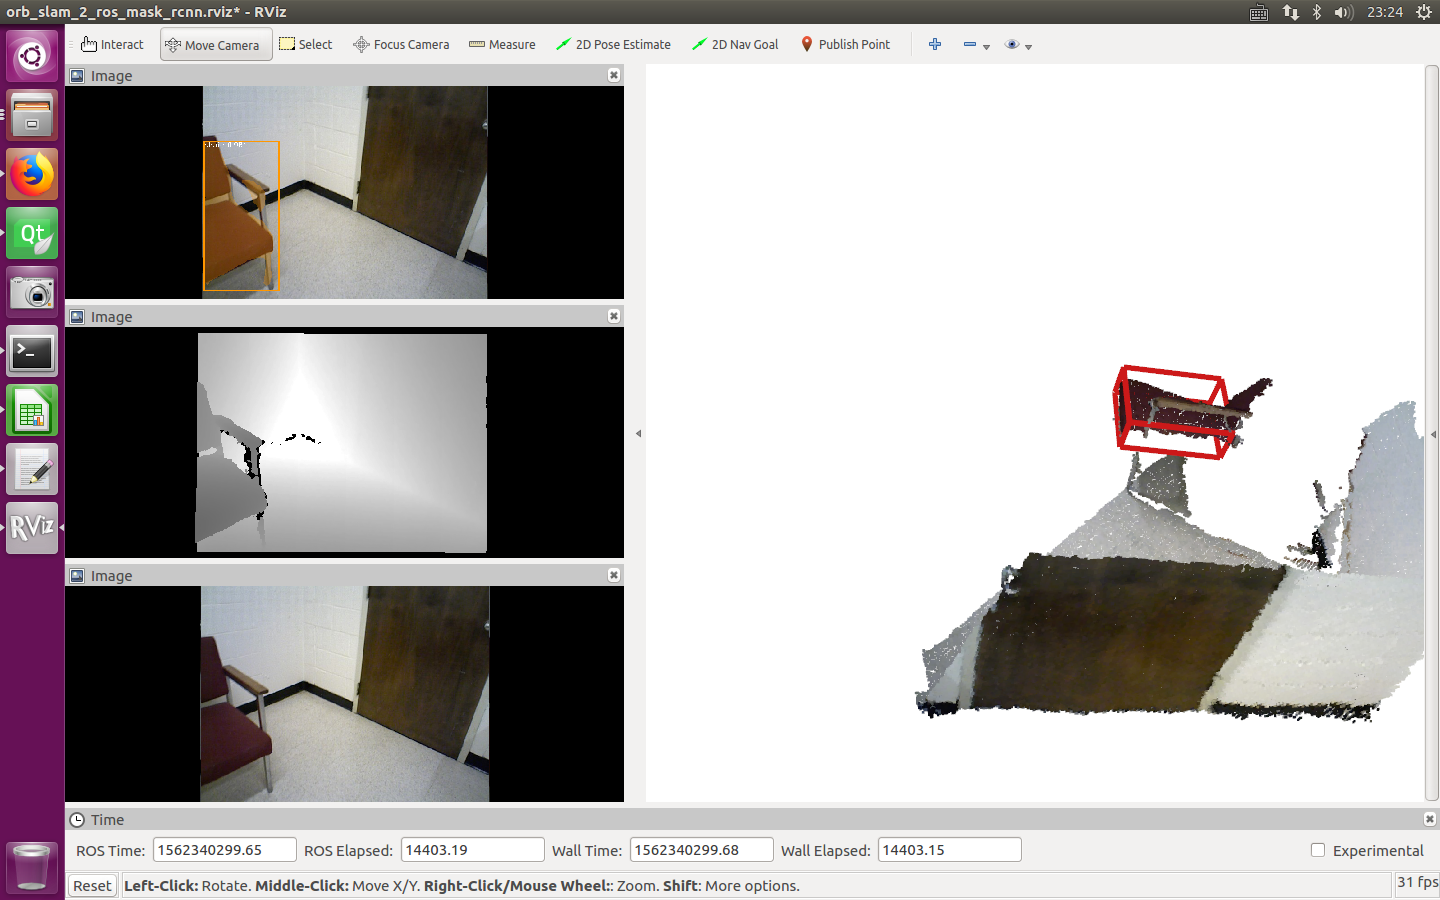 orb_slam_2_ros_mask_rcnn.rviz* - RViz
23:24
Interact
Move Camera
Select
Focus Camera
Measure
2D Pose Estimate
2D Nav Goal
Publish Point
Image
Image
Image
Qt
>_
RViz
Time
ROS Time: 1562340299.65
ROS Elapsed: 14403.19
Wall Time: 1562340299.68
Wall Elapsed: 14403.15
Experimental
Reset
Left-Click: Rotate. Middle-Click: Move X/Y. Right-Click/Mouse Wheel:: Zoom. Shift: More options.
31 fps